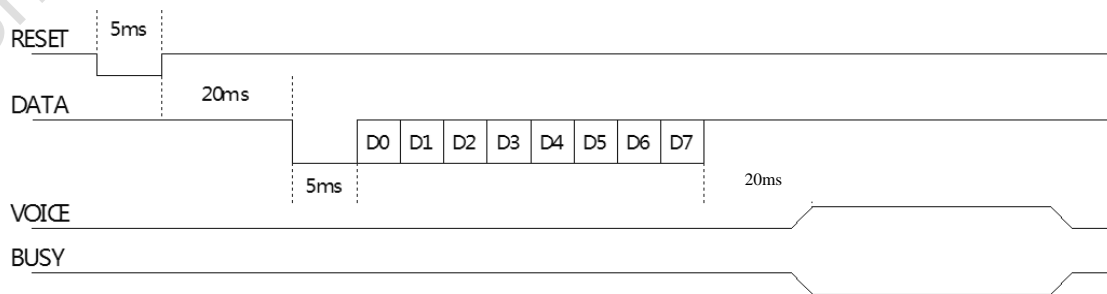 5ms
RESET
20ms
DATA
D0 D1 D2 D3 D4 D5 D6 D7
5ms
20ms
VOICE
BUSY